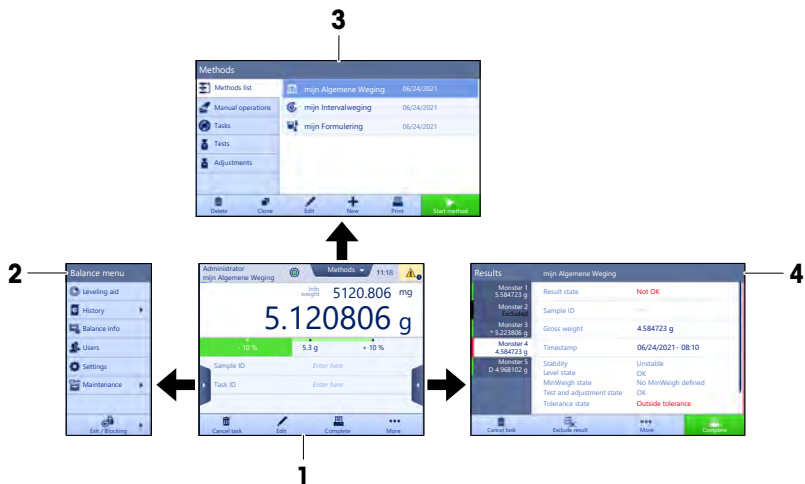 3
Methods
Methods list
Manual operations
Tasks
Tests
Adjustments
mijn Algemene Weging 06/24/2021
mijn Intervalweging 06/24/2021
mijn Formulering 06/24/2021
Delete Clone Edit New Print Start method
2
Balance menu
Leveling aid
History
Balance info
Users
Settings
Maintenance
Exit / Blocking
Administrator
mijn Algemene Weging
Methods 11:18
Info weight 5120.806 mg
5.120806 g
- 10 % 5.3 g + 10 %
Sample ID Enter here
Task ID Enter here
Cancel task Edit Complete More
1
4
Results mijn Algemene Weging
Monster 1
5.584723 g
Monster 2
Excluded
Monster 3
* 5.223806 g
Monster 4
4.584723 g
Monster 5
D 4.968102 g
Result state Not OK
Sample ID
Gross weight 4.584723 g
Timestamp 06/24/2021 - 08:10
Stability Unstable
Level state OK
MinWeigh state No MinWeigh defined
Test and adjustment state OK
Tolerance state Outside tolerance
Cancel task Exclude result More Complete